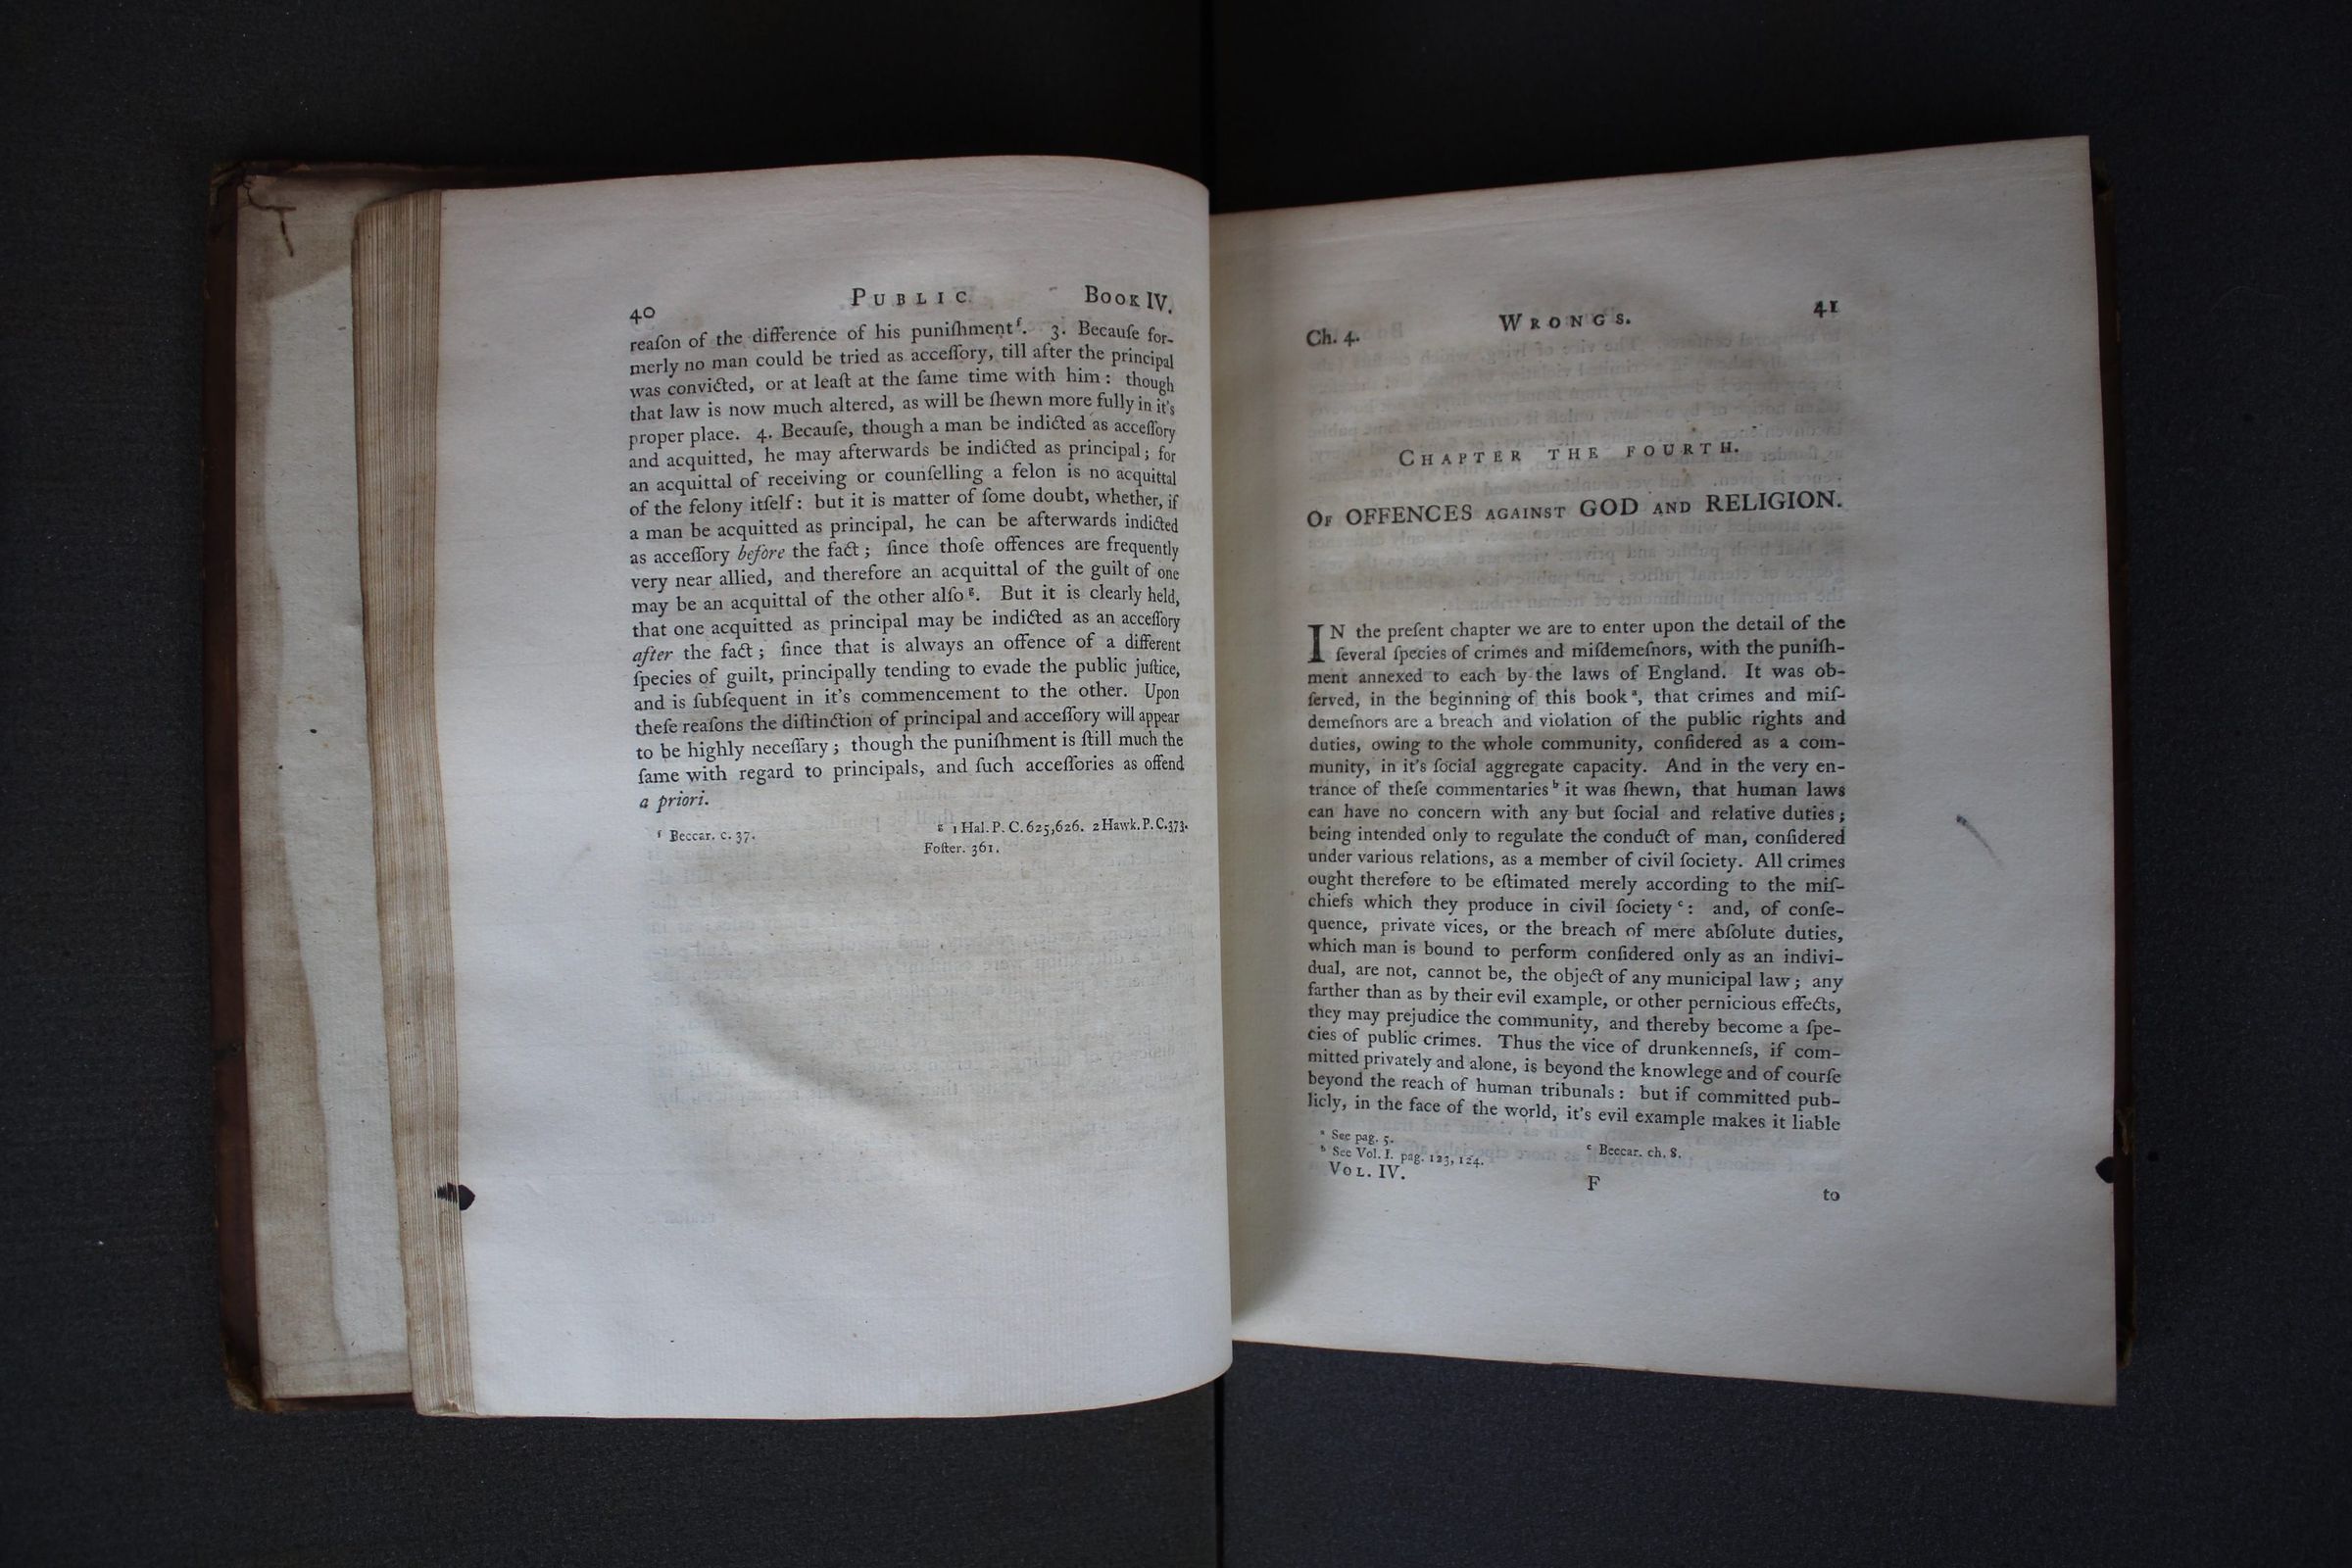 40 PUBLIC BOOK IV.
reaſon of the difference of his puniſhment ᶠ. 3. Becauſe for-
merly no man could be tried as acceſſory, till after the principal
was convicted, or at leaſt at the ſame time with him: though
that law is now much altered, as will be ſhewn more fully in it's
proper place. 4. Becauſe, though a man be indicted as acceſſory
and acquitted, he may afterwards be indicted as principal; for
an acquittal of receiving or counſelling a felon is no acquittal
of the felony itſelf: but it is matter of ſome doubt, whether, if
a man be acquitted as principal, he can be afterwards indicted
as acceſſory before the fact; ſince thoſe offences are frequently
very near allied, and therefore an acquittal of the guilt of one
may be an acquittal of the other alſo ᵍ. But it is clearly held,
that one acquitted as principal may be indicted as an acceſſory
after the fact; ſince that is always an offence of a different
ſpecies of guilt, principally tending to evade the public juſtice,
and is ſubſequent in it's commencement to the other. Upon
theſe reaſons the diſtinction of principal and acceſſory will appear
to be highly neceſſary; though the puniſhment is ſtill much the
ſame with regard to principals, and ſuch acceſſories as offend
a priori.
ᶠ Beccar. c. 37.
ᵍ 1 Hal. P. C. 625,626. 2 Hawk. P. C. 373.
Foſter. 361.
Ch. 4. WRONGS. 41
CHAPTER THE FOURTH.
OF OFFENCES AGAINST GOD AND RELIGION.
IN the preſent chapter we are to enter upon the detail of the
ſeveral ſpecies of crimes and miſdemeſnors, with the puniſh-
ment annexed to each by the laws of England. It was ob-
ſerved, in the beginning of this book ᵃ, that crimes and miſ-
demeſnors are a breach and violation of the public rights and
duties, owing to the whole community, conſidered as a com-
munity, in it's ſocial aggregate capacity. And in the very en-
trance of theſe commentaries ᵇ it was ſhewn, that human laws
can have no concern with any but ſocial and relative duties;
being intended only to regulate the conduct of man, conſidered
under various relations, as a member of civil ſociety. All crimes
ought therefore to be eſtimated merely according to the miſ-
chiefs which they produce in civil ſociety ᶜ: and, of conſe-
quence, private vices, or the breach of mere abſolute duties,
which man is bound to perform conſidered only as an indivi-
dual, are not, cannot be, the object of any municipal law; any
farther than as by their evil example, or other pernicious effects,
they may prejudice the community, and thereby become a ſpe-
cies of public crimes. Thus the vice of drunkenneſs, if com-
mitted privately and alone, is beyond the knowlege and of courſe
beyond the reach of human tribunals: but if committed pub-
licly, in the face of the world, it's evil example makes it liable
ᵃ See pag. 5.
ᵇ See Vol. I. pag. 123, 124.
ᶜ Beccar. ch. 8.
VOL. IV. F to